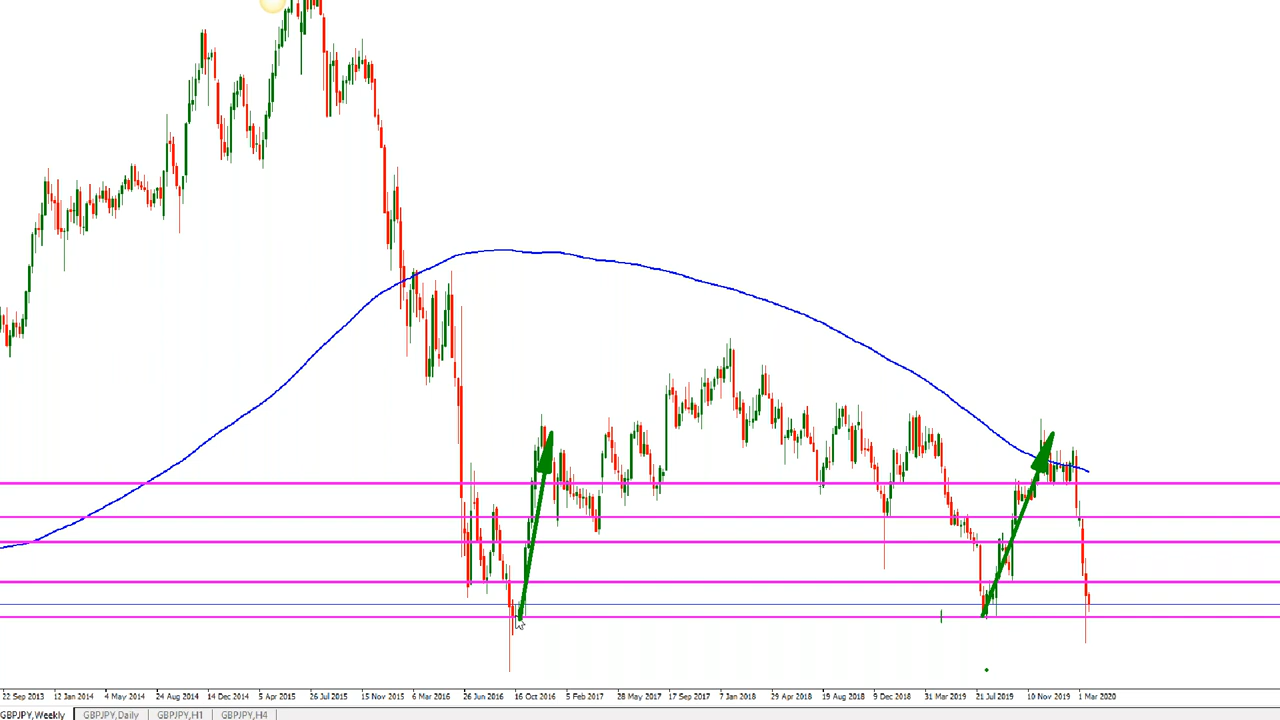 22 Sep 2013 12 Jan 2014 4 May 2014 24 Aug 2014 14 Dec 2014 5 Apr 2015 26 Jul 2015 15 Nov 2015 6 Mar 2016 26 Jun 2016 16 Oct 2016 5 Feb 2017 28 May 2017 17 Sep 2017 7 Jan 2018 29 Apr 2018 19 Aug 2018 9 Dec 2018 31 Mar 2019 21 Jul 2019 10 Nov 2019 1 Mar 2020
GBPJPY,Weekly GBPJPY,Daily GBPJPY,H1 GBPJPY,H4